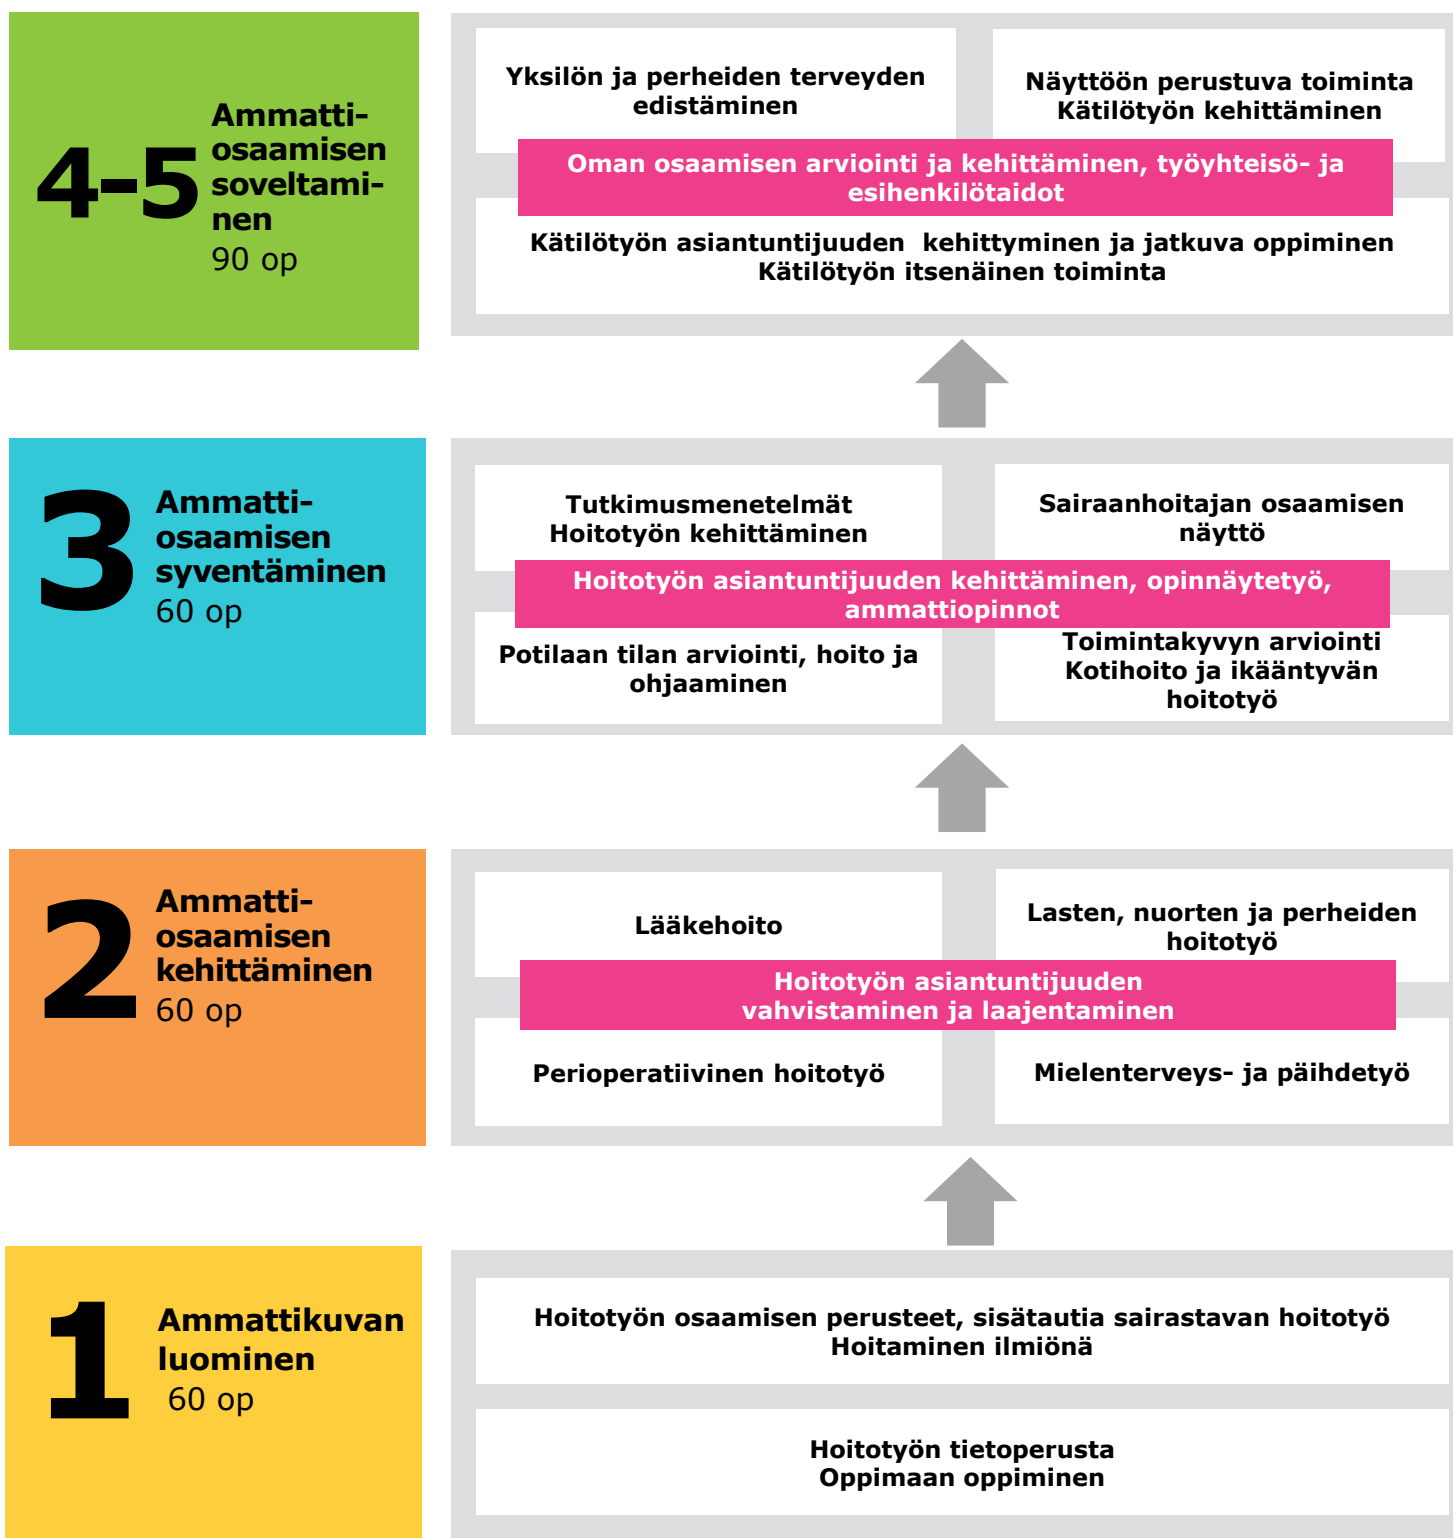 4-5
Ammatti-
osaamisen
soveltami-
nen
90 op
Yksilön ja perheiden terveyden
edistäminen
Näyttöön perustuva toiminta
Kätilötyön kehittäminen
Oman osaamisen arviointi ja kehittäminen, työyhteisö- ja
esihenkilötaidot
Kätilötyön asiantuntijuuden kehittyminen ja jatkuva oppiminen
Kätilötyön itsenäinen toiminta
3
Ammatti-
osaamisen
syventäminen
60 op
Tutkimusmenetelmät
Hoitotyön kehittäminen
Sairaanhoitajan osaamisen
näyttö
Hoitotyön asiantuntijuuden kehittäminen, opinnäytetyö,
ammattiopinnot
Potilaan tilan arviointi, hoito ja
ohjaaminen
Toimintakyvyn arviointi
Kotihoito ja ikääntyvän
hoitotyö
2
Ammatti-
osaamisen
kehittäminen
60 op
Lääkehoito
Lasten, nuorten ja perheiden
hoitotyö
Hoitotyön asiantuntijuuden
vahvistaminen ja laajentaminen
Perioperatiivinen hoitotyö
Mielenterveys- ja päihdetyö
1
Ammattikuvan
luominen
60 op
Hoitotyön osaamisen perusteet, sisätautia sairastavan hoitotyö
Hoitaminen ilmiönä
Hoitotyön tietoperusta
Oppimaan oppiminen